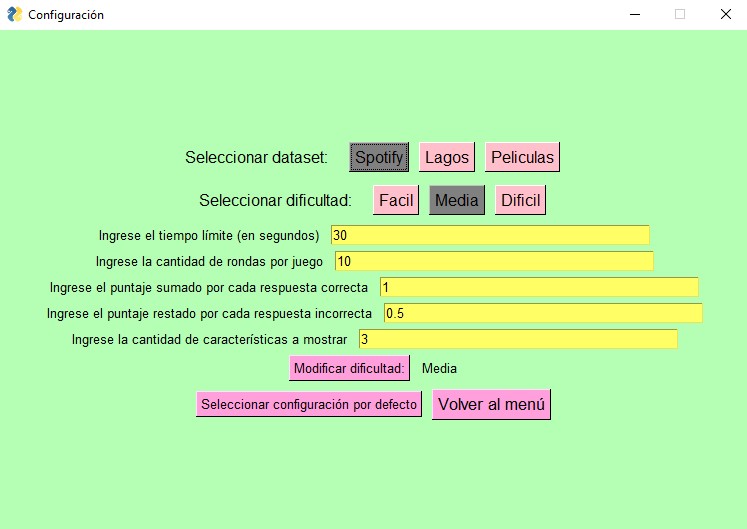 Configuración
Seleccionar dataset: Spotify Lagos Peliculas
Seleccionar dificultad: Facil Media Dificil
Ingrese el tiempo límite (en segundos) 30
Ingrese la cantidad de rondas por juego 10
Ingrese el puntaje sumado por cada respuesta correcta 1
Ingrese el puntaje restado por cada respuesta incorrecta 0.5
Ingrese la cantidad de características a mostrar 3
Modificar dificultad: Media
Seleccionar configuración por defecto Volver al menú